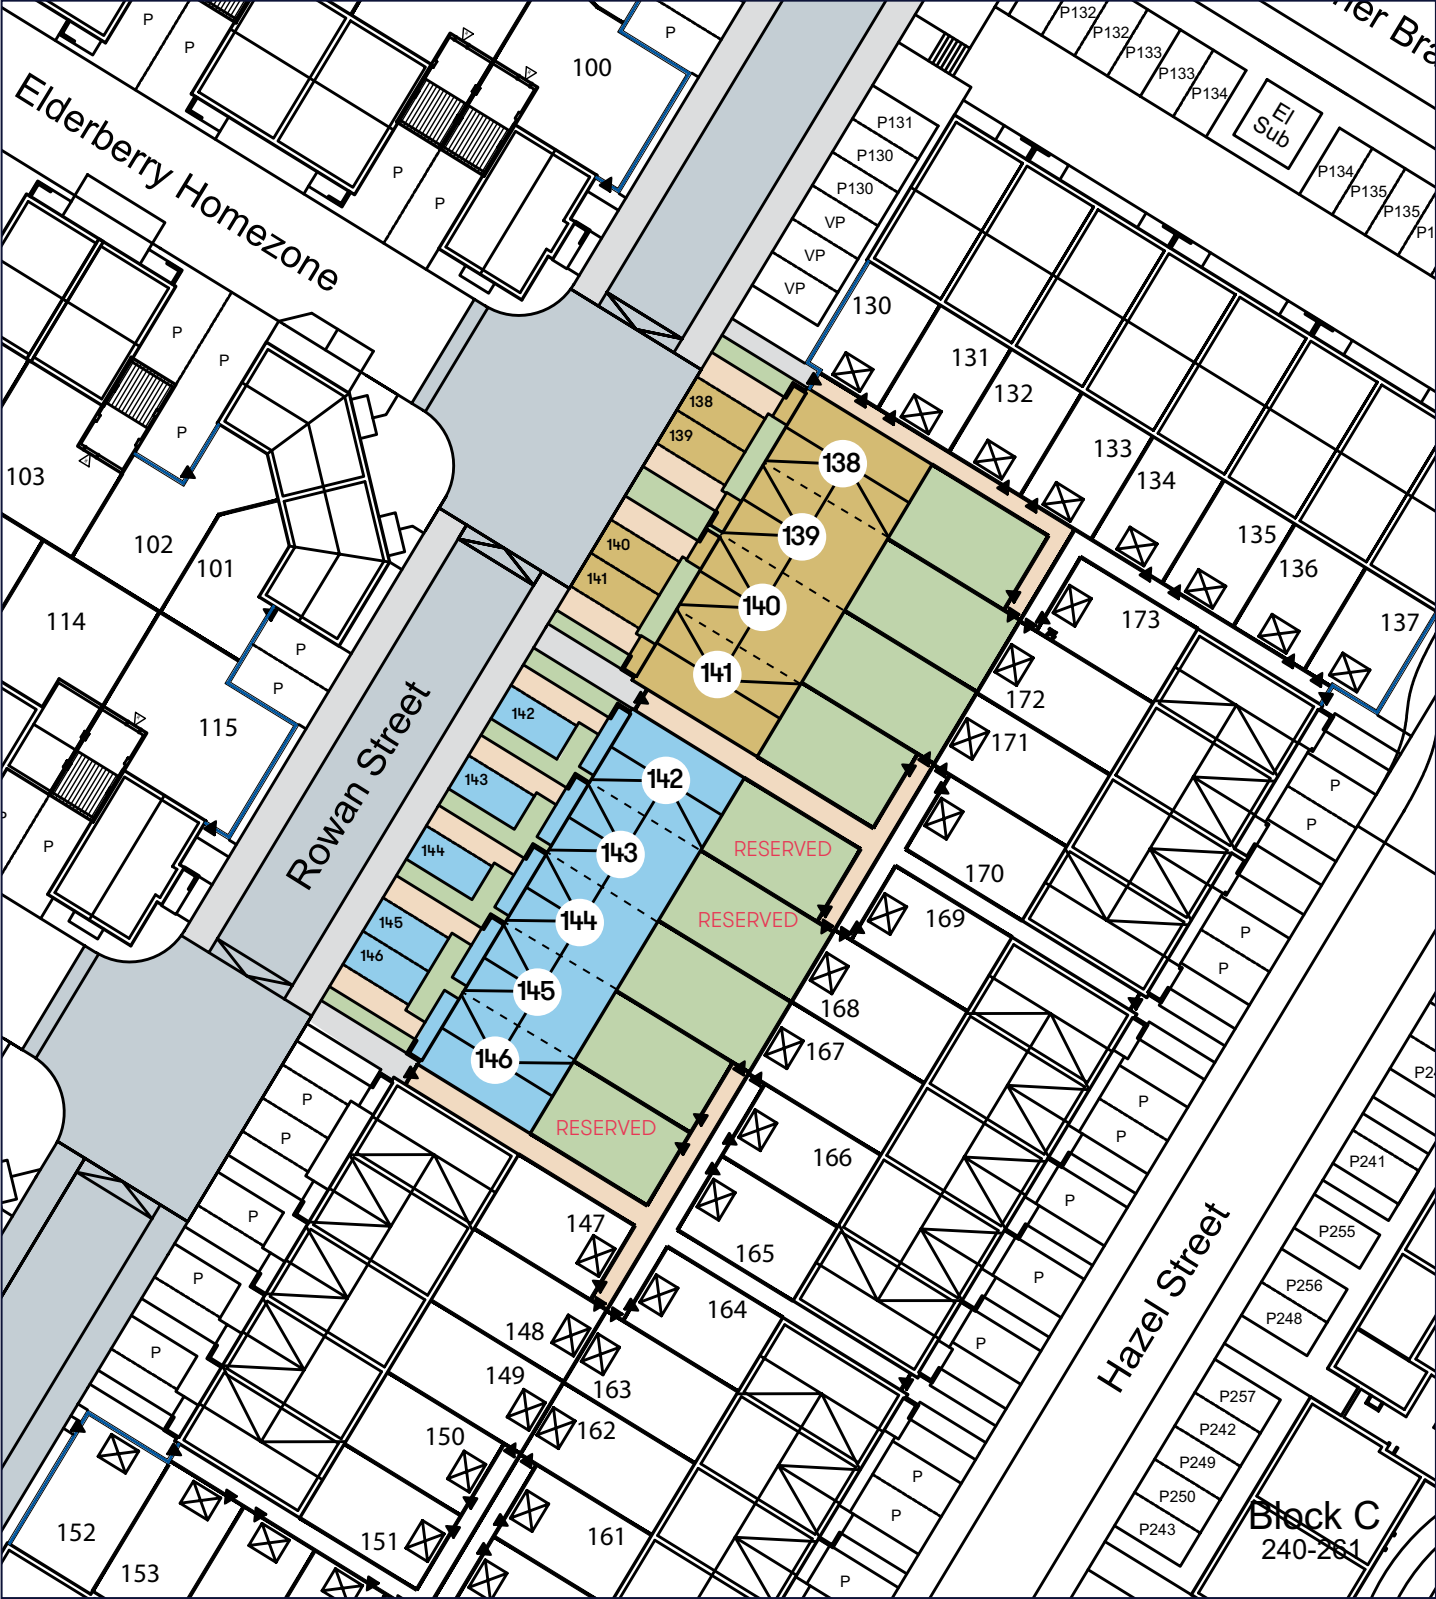 P
P
P
100
P132
P132
P133
P133
P134
El
Sub
P134
P135
P135
Elderberry Homezone
P
P
P131
P130
P130
VP
VP
VP
130
131
132
133
134
135
136
137
P
P
P
103
102
101
114
115
P
P
P
138
139
140
141
138
139
140
141
173
172
171
170
169
168
167
166
165
164
163
162
161
142
143
144
145
146
142
143
144
145
146
RESERVED
RESERVED
RESERVED
Rowan Street
P
P
P
P
P
P
P
P
P
P
P
P
P
147
148
149
150
151
152
153
P
P
P
P
P
Hazel Street
P241
P255
P256
P248
P257
P242
P249
P250
P243
Block C
240-261